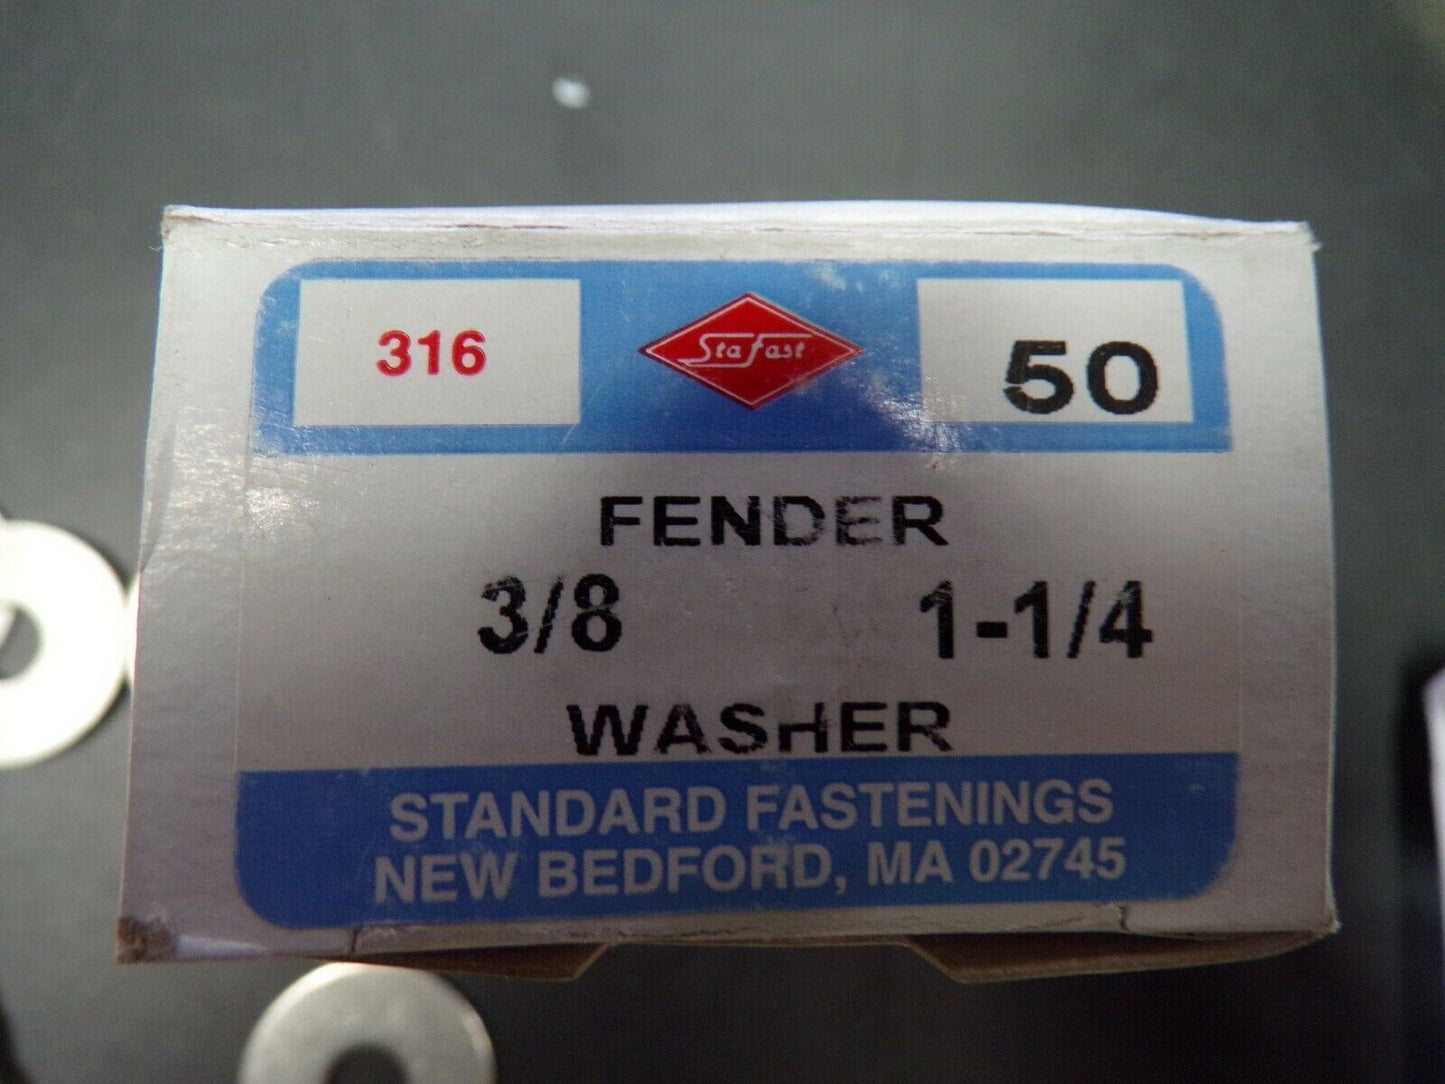 316
StaFast
50
FENDER
3/8 1-1/4
WASHER
STANDARD FASTENINGS
NEW BEDFORD, MA 02745